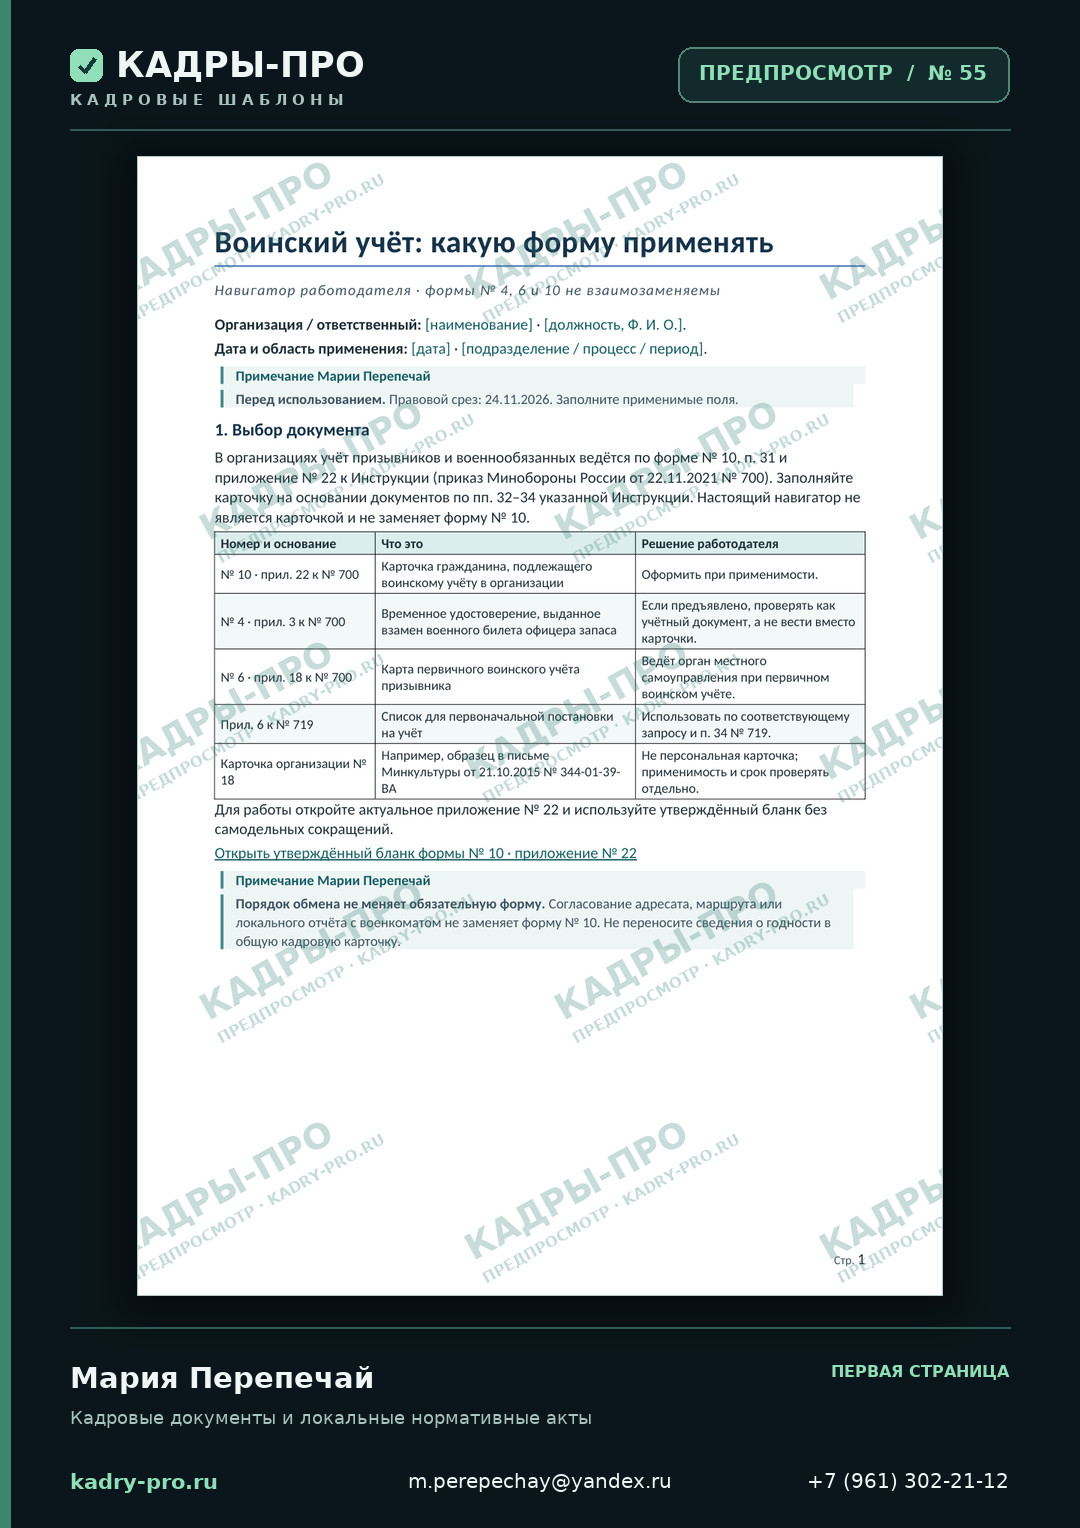 КАДРЫ-ПРО
КАДРОВЫЕ ШАБЛОНЫ
ПРЕДПРОСМОТР / № 55
Воинский учёт: какую форму применять
Навигатор работодателя · формы № 4, 6 и 10 не взаимозаменяемы
Организация / ответственный: [наименование] · [должность, Ф. И. О.].
Дата и область применения: [дата] · [подразделение / процесс / период].
Примечание Марии Перепечай
Перед использованием. Правовой срез: 24.11.2026. Заполните применимые поля.
1. Выбор документа
В организациях учёт призывников и военнообязанных ведётся по форме № 10, п. 31 и
приложение № 22 к Инструкции (приказ Минобороны России от 22.11.2021 № 700). Заполняйте
карточку на основании документов по пп. 32–34 указанной Инструкции. Настоящий навигатор не
является карточкой и не заменяет форму № 10.
Номер и основание
Что это
Решение работодателя
№ 10 · прил. 22 к № 700
Карточка гражданина, подлежащего
воинскому учёту в организации
Оформить при применимости.
№ 4 · прил. 3 к № 700
Временное удостоверение, выданное
взамен военного билета офицера запаса
Если предъявлено, проверять как
учётный документ, а не вести вместо
карточки.
№ 6 · прил. 18 к № 700
Карта первичного воинского учёта
призывника
Ведёт орган местного
самоуправления при первичном
воинском учёте.
Прил. 6 к № 719
Список для первоначальной постановки
на учёт
Использовать по соответствующему
запросу и п. 34 № 719.
Карточка организации №
18
Например, образец в письме
Минкультуры от 21.10.2015 № 344-01-39-
ВА
Не персональная карточка;
применимость и срок проверять
отдельно.
Для работы откройте актуальное приложение № 22 и используйте утверждённый бланк без
самодельных сокращений.
Открыть утверждённый бланк формы № 10 · приложение № 22
Примечание Марии Перепечай
Порядок обмена не меняет обязательную форму. Согласование адресата, маршрута или
локального отчёта с военкоматом не заменяет форму № 10. Не переносите сведения о годности в
общую кадровую карточку.
КАДРЫ-ПРО
ПРЕДПРОСМОТР · KADRY-PRO.RU
Стр. 1
Мария Перепечай
ПЕРВАЯ СТРАНИЦА
Кадровые документы и локальные нормативные акты
kadry-pro.ru
m.perepechay@yandex.ru
+7 (961) 302-21-12